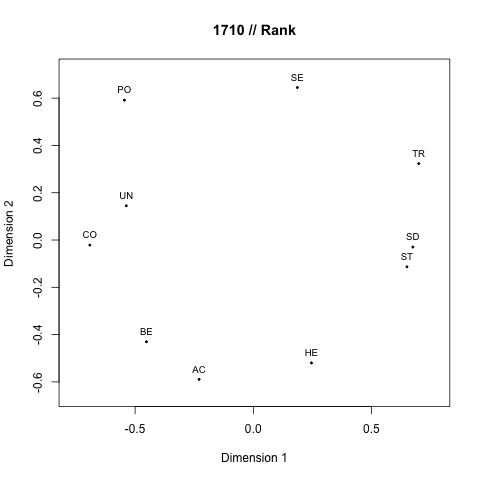 1710 // Rank
SE
PO
TR
UN
CO
SD
ST
BE
HE
AC
0.6
0.4
0.2
0.0
-0.2
-0.4
-0.6
Dimension 2
-0.5
0.0
0.5
Dimension 1